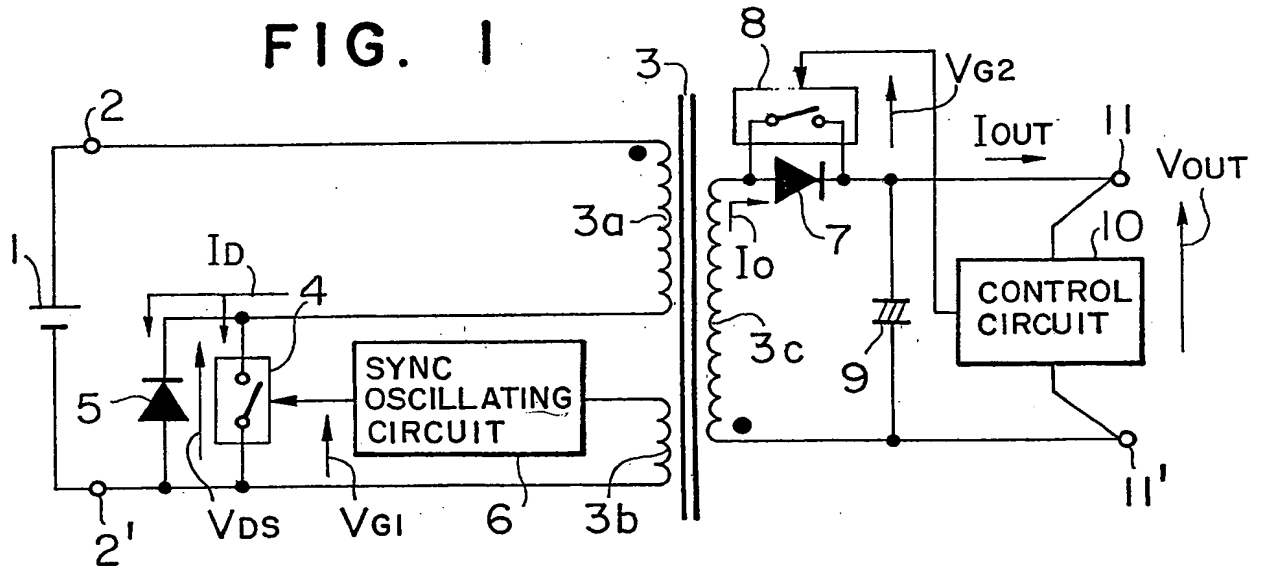 FIG. 1
8
3
VG2
2
IOUT
11
VOUT
3a
7
10
1
ID
4
IO
CONTROL
CIRCUIT
SYNC
OSCILLATING
CIRCUIT
3c
9
5
VDS
VG1
6
3b
2'
11'